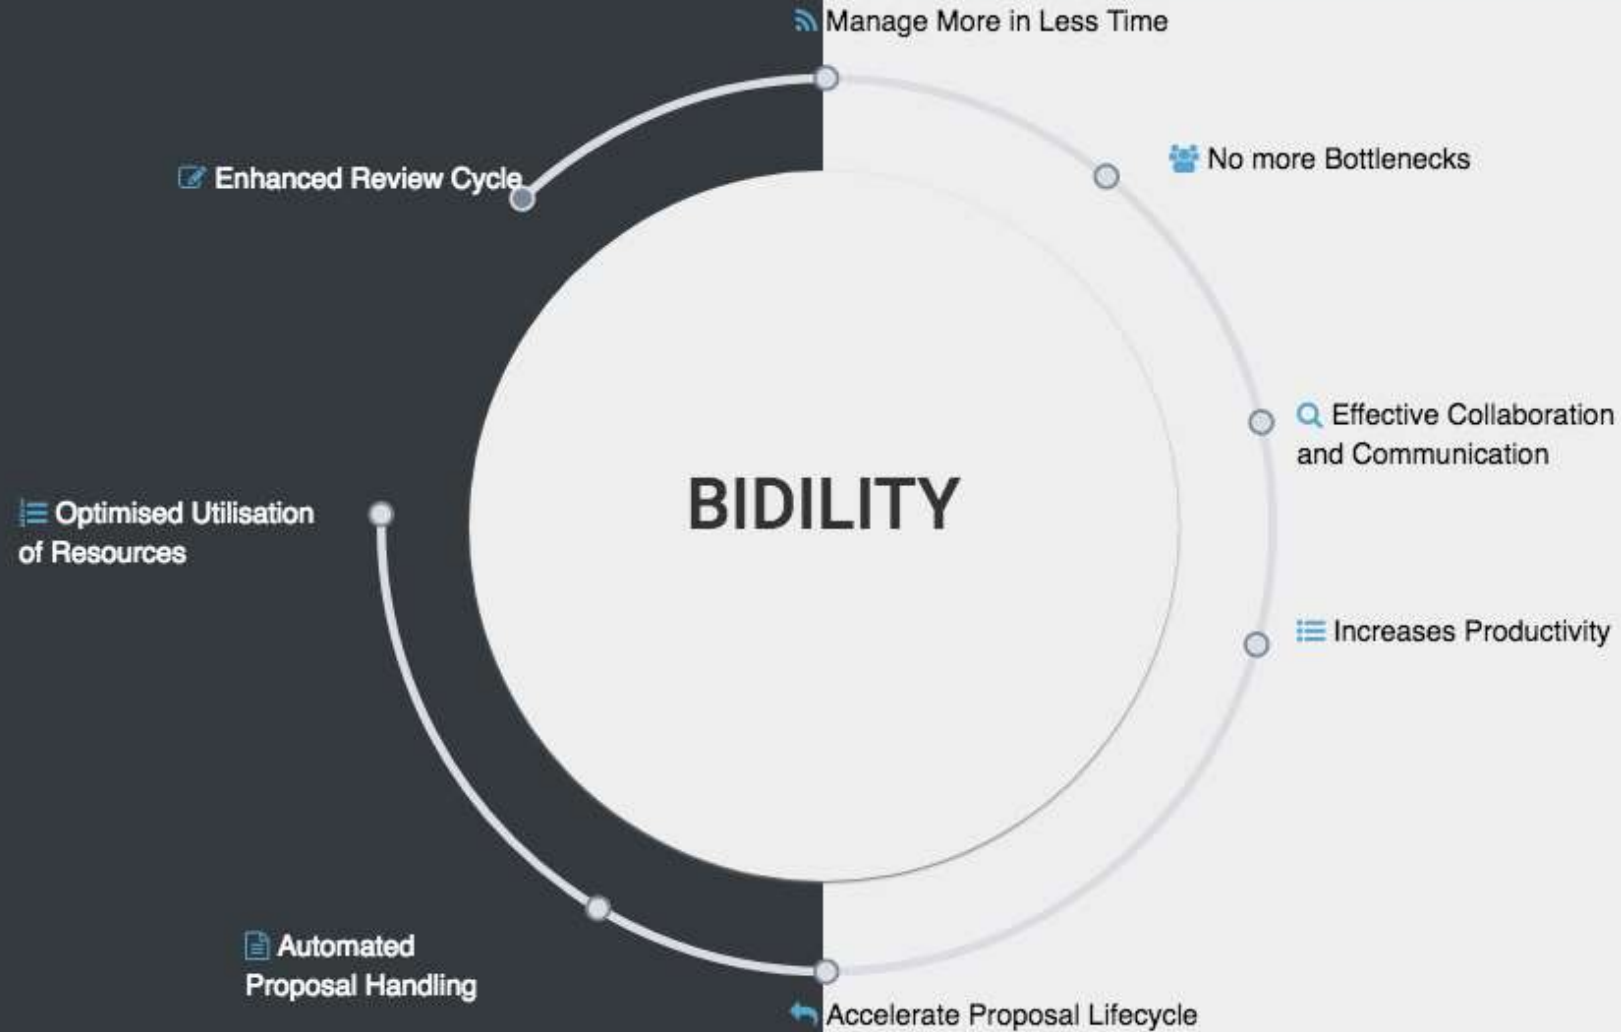 Manage More in Less Time
No more Bottlenecks
Enhanced Review Cycle
Effective Collaboration
and Communication
BIDILITY
Optimised Utilisation
of Resources
Increases Productivity
Automated
Proposal Handling
Accelerate Proposal Lifecycle